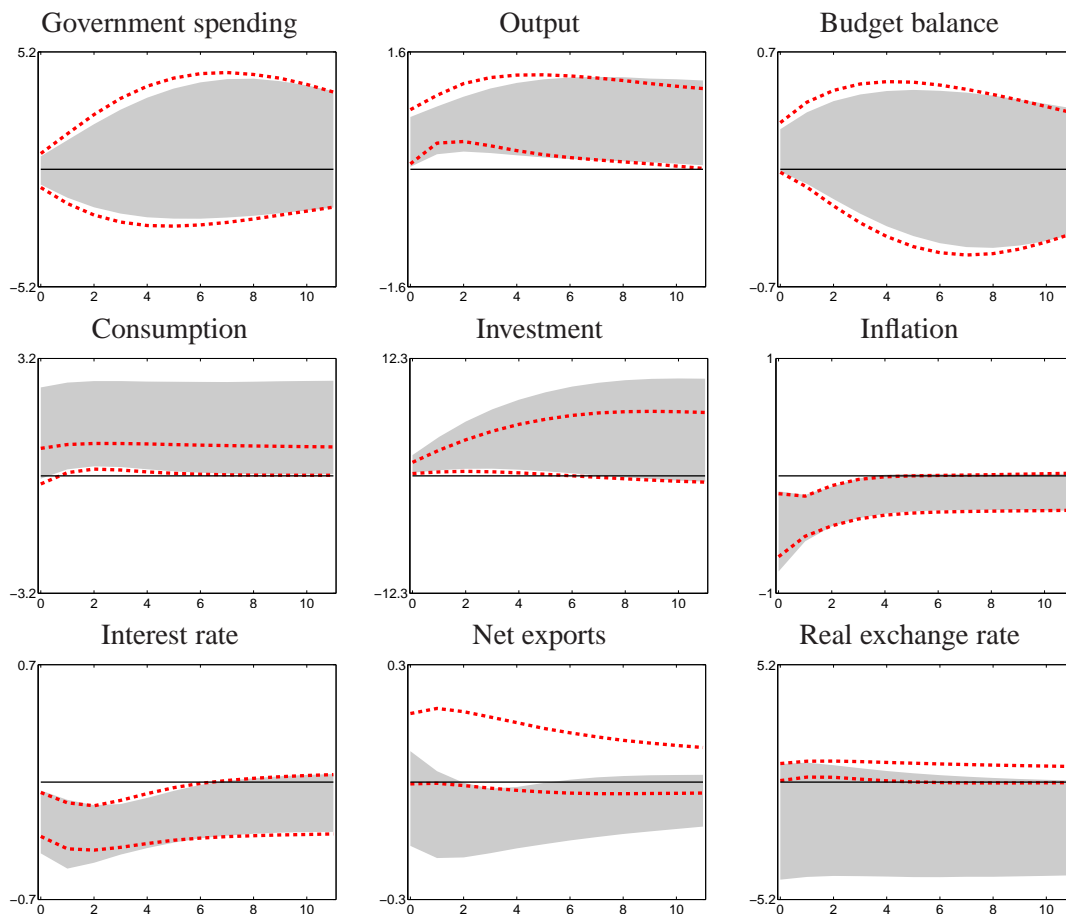 Government spending Output Budget balance
5.2 1.6 0.7
−5.2 −1.6 −0.7
0 2 4 6 8 10 0 2 4 6 8 10 0 2 4 6 8 10
Consumption Investment Inflation
3.2 12.3 1
−3.2 −12.3 −1
0 2 4 6 8 10 0 2 4 6 8 10 0 2 4 6 8 10
Interest rate Net exports Real exchange rate
0.7 0.3 5.2
−0.7 −0.3 −5.2
0 2 4 6 8 10 0 2 4 6 8 10 0 2 4 6 8 10